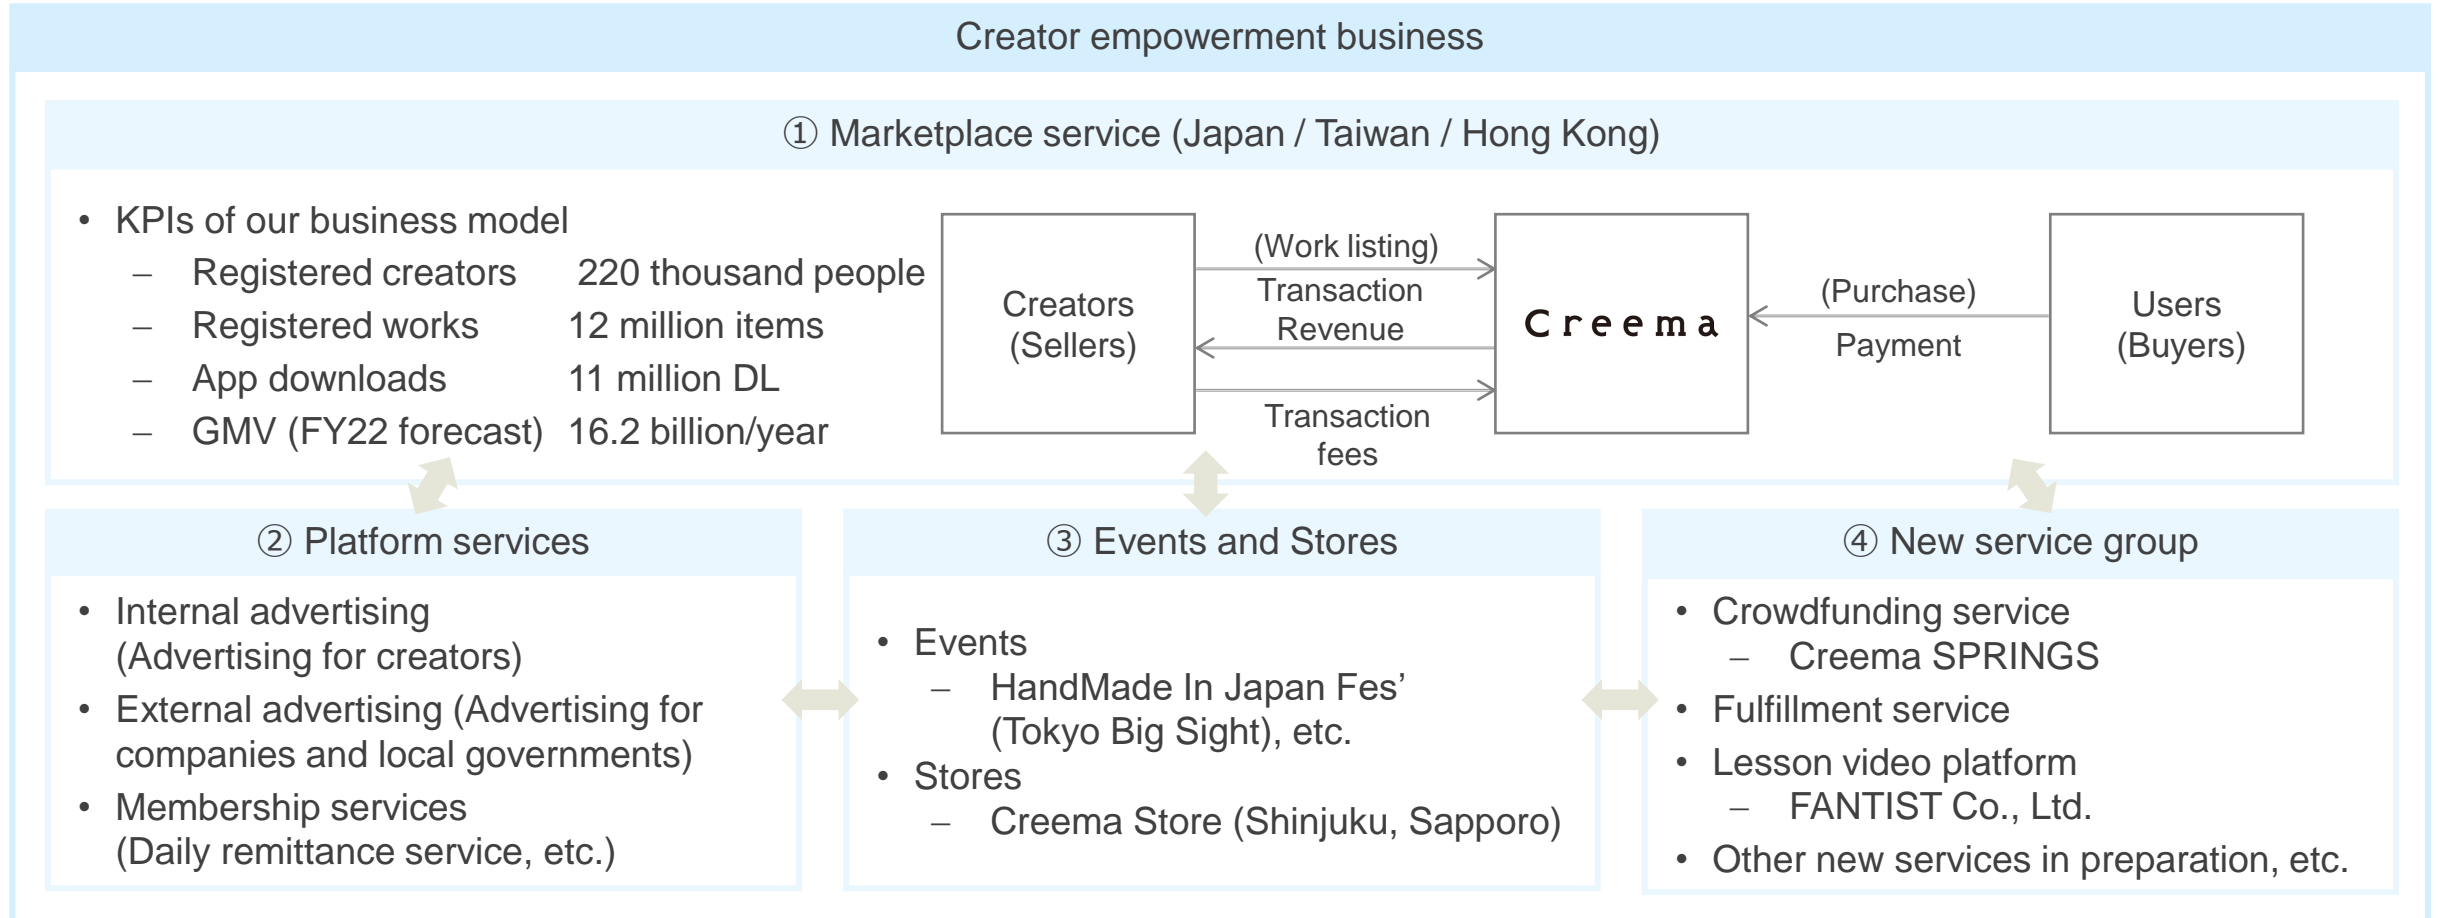 Creator empowerment business
① Marketplace service (Japan / Taiwan / Hong Kong)
• KPIs of our business model
– Registered creators 220 thousand people
– Registered works 12 million items
– App downloads 11 million DL
– GMV (FY22 forecast) 16.2 billion/year
Creators
(Sellers)
(Work listing)
Transaction
Revenue
Transaction
fees
Creema
(Purchase)
Payment
Users
(Buyers)
② Platform services
• Internal advertising
(Advertising for creators)
• External advertising (Advertising for
companies and local governments)
• Membership services
(Daily remittance service, etc.)
③ Events and Stores
• Events
– HandMade In Japan Fes’
(Tokyo Big Sight), etc.
• Stores
– Creema Store (Shinjuku, Sapporo)
④ New service group
• Crowdfunding service
– Creema SPRINGS
• Fulfillment service
• Lesson video platform
– FANTIST Co., Ltd.
• Other new services in preparation, etc.